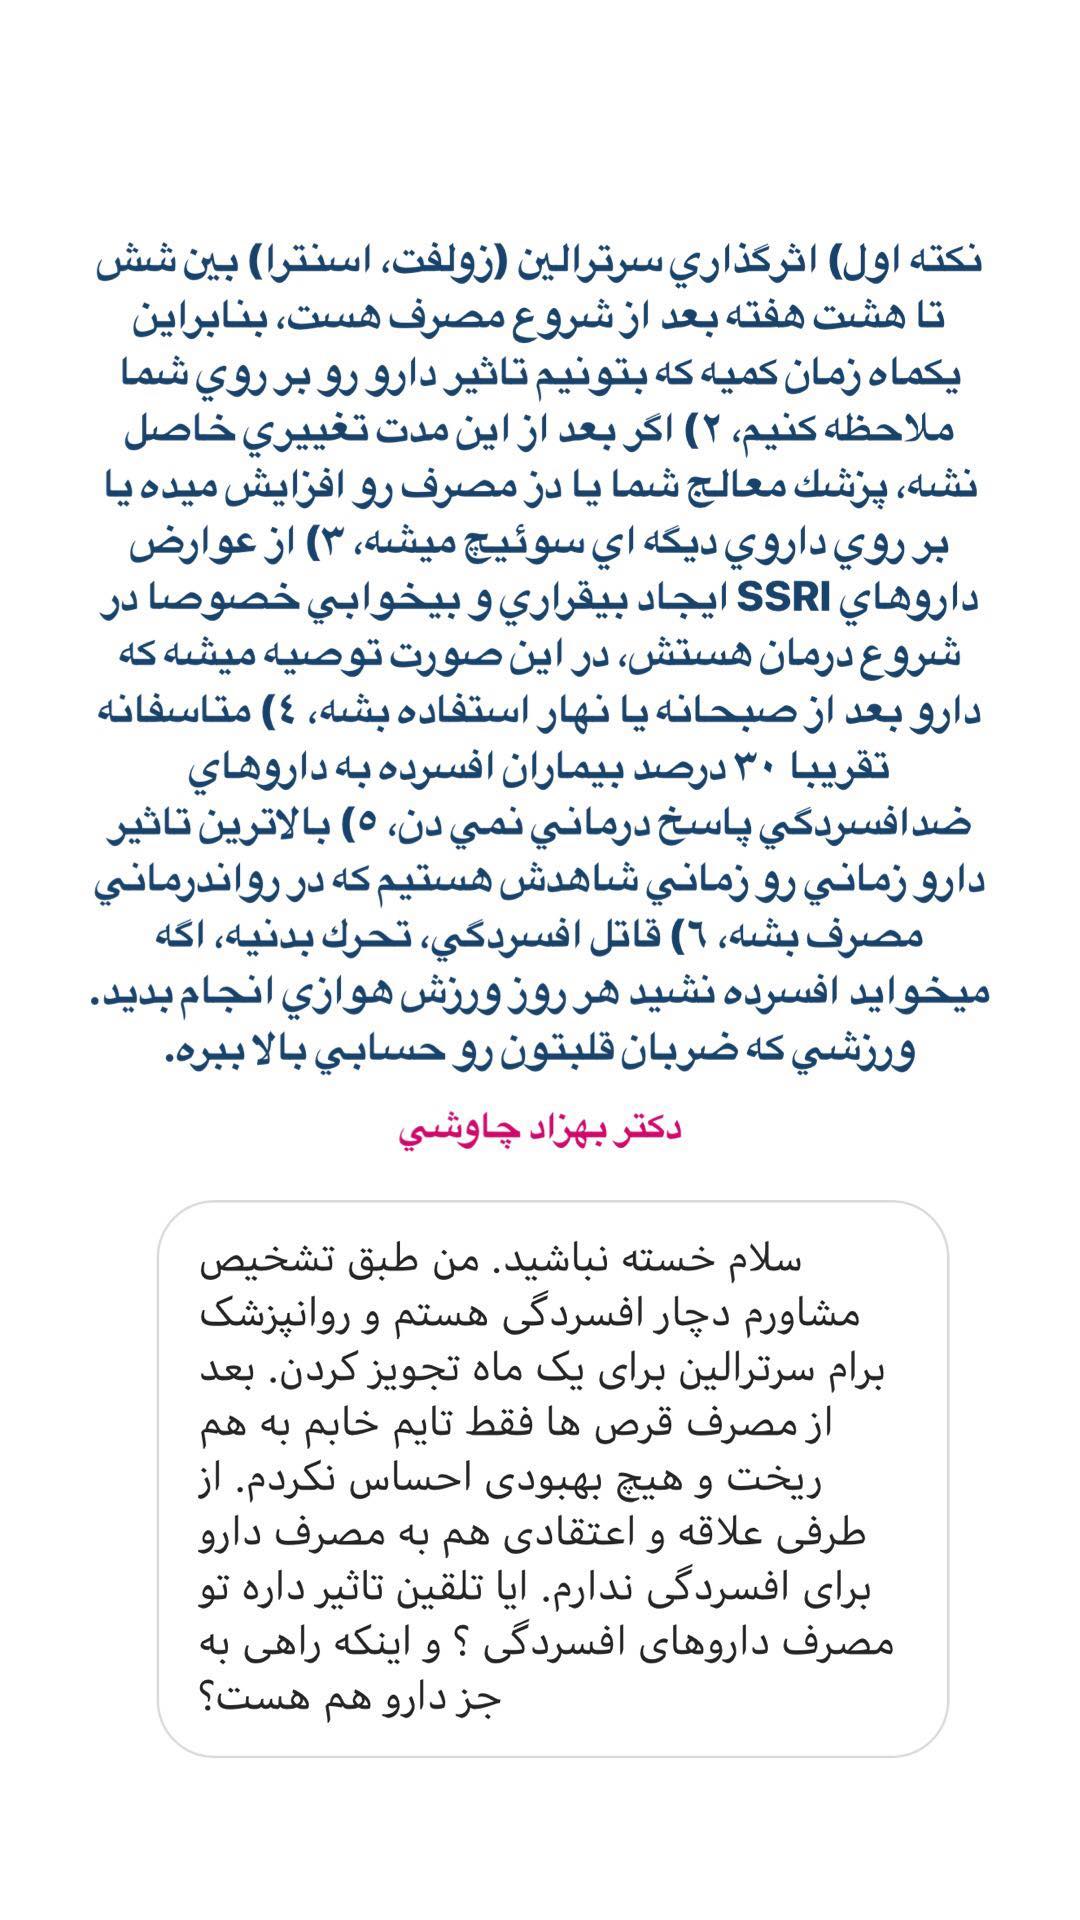 نكته اول) اثرگذاري سرترالين (زولفت، اسنترا) بين شش
تا هشت هفته بعد از شروع مصرف هست، بنابراين
يكماه زمان كميه كه بتونيم تاثير دارو رو بر روي شما
ملاحظه كنيم، ٢) اگر بعد از اين مدت تغييري خاصل
نشه، پزشك معالج شما يا دز مصرف رو افزايش ميده يا
بر روي داروي ديگه اي سوئيچ ميشه، ٣) از عوارض
داروهاي SSRI ايجاد بيقراري و بيخوابي خصوصا در
شروع درمان هستش، در اين صورت توصيه ميشه كه
دارو بعد از صبحانه يا نهار استفاده بشه، ٤) متاسفانه
تقريبا ٣٠ درصد بيماران افسرده به داروهاي
ضدافسردگي پاسخ درماني نمي دن، ٥) بالاترين تاثير
دارو زماني رو زماني شاهدش هستيم كه در رواندرماني
مصرف بشه، ٦) قاتل افسردگي، تحرك بدنيه، اگه
ميخوايد افسرده نشيد هر روز ورزش هوازي انجام بديد.
ورزشي كه ضربان قلبتون رو حسابي بالا ببره.
دكتر بهزاد چاوشي
سلام خسته نباشید. من طبق تشخیص
مشاورم دچار افسردگی هستم و روانپزشک
برام سرترالین برای یک ماه تجویز کردن. بعد
از مصرف قرص ها فقط تایم خابم به هم
ریخت و هیچ بهبودی احساس نکردم. از
طرفی علاقه و اعتقادی هم به مصرف دارو
برای افسردگی ندارم. ایا تلقین تاثیر داره تو
مصرف داروهای افسردگی ؟ و اینکه راهی به
جز دارو هم هست؟